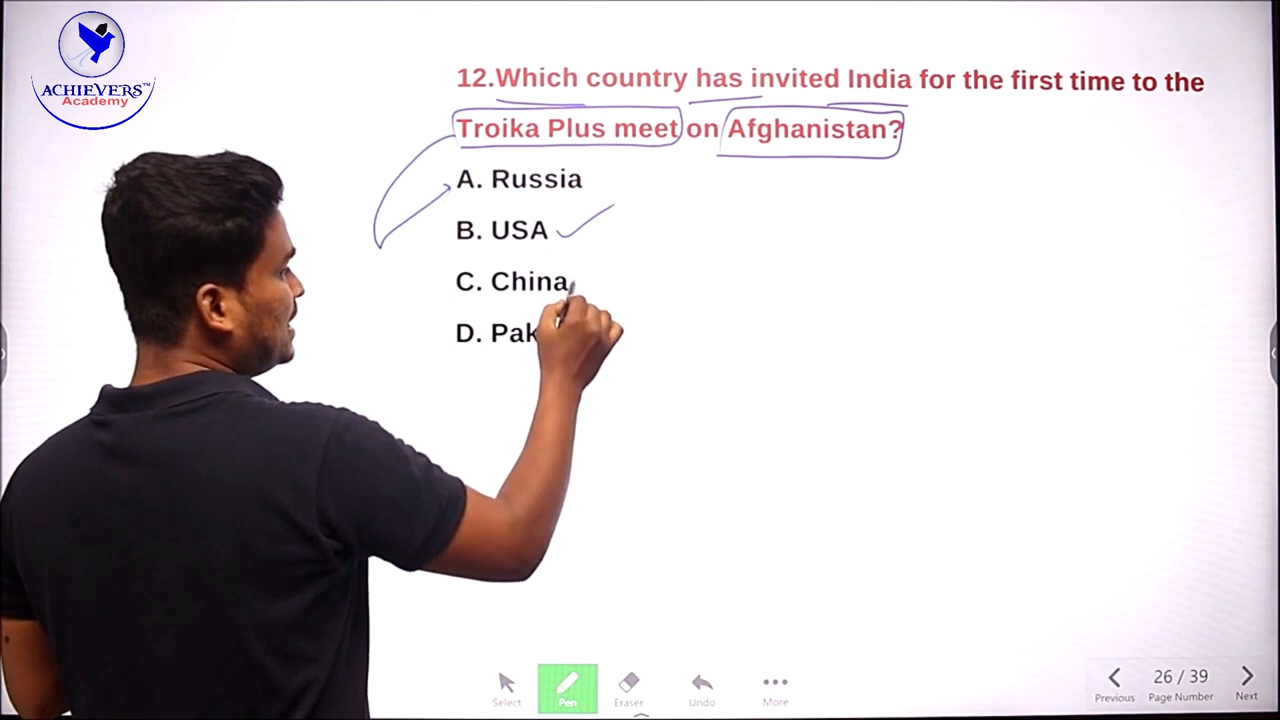 ACHIEVERS™
Academy
12.Which country has invited India for the first time to the
Troika Plus meet on Afghanistan?
A. Russia
B. USA
C. China
D. Pak
Select
Pen
Eraser
Undo
More
Previous
26 / 39
Page Number
Next